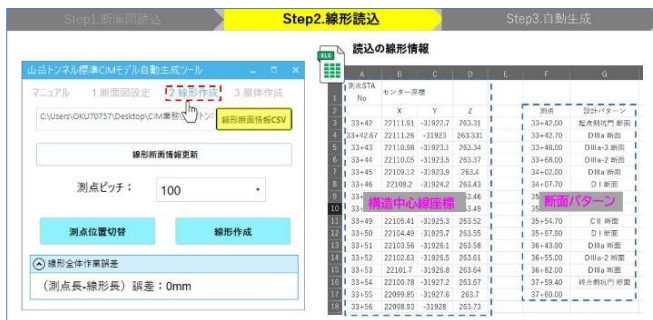 Step1.断面図読込
Step2.線形読込
Step3.自動生成
読込の線形情報
XLS
山岳トンネル標準CIMモデル自動生成ツール
マニュアル 1.断面図設定 2.線形作成 3.躯体作成
線形断面情報CSV
線形断面情報更新
測点ピッチ： 100
測点位置切替 線形作成
線形全体作業誤差
(測点長-線形長) 誤差：0mm
A B C D E F G
測点STA No センター座標
X Y Z 測点 設計パターン
33+42 22111.91 -31922.7 263.31 33+42.00 起点側坑門 断面
33+42.67 22111.26 -31923 263.331 33+42.00 DIIIa 断面
33+43 22110.98 -31923.1 263.34 33+48.00 DIIIa-3 断面
33+44 22110.05 -31923.5 263.37 33+68.00 DIIIa-2 断面
33+45 22109.12 -31923.9 263.4 34+02.00 DIIIa 断面
33+46 22108.2 -31924.2 263.43 34+07.70 D I 断面
構造中心線座標
断面パターン
33+49 22105.41 -31925.3 263.52 35+54.70 C II 断面
33+50 22104.49 -31925.7 263.55 35+97.90 D I 断面
33+51 22103.56 -31926.1 263.58 36+43.90 DIIIa 断面
33+52 22102.63 -31926.5 263.61 36+55.00 DIIIa-2 断面
33+53 22101.7 -31926.8 263.64 36+82.00 DIIIa 断面
33+54 22100.78 -31927.2 263.67 37+59.40 終点側坑門 断面
33+55 22099.85 -31927.6 263.7 37+60.00
33+56 22098.93 -31928 263.73